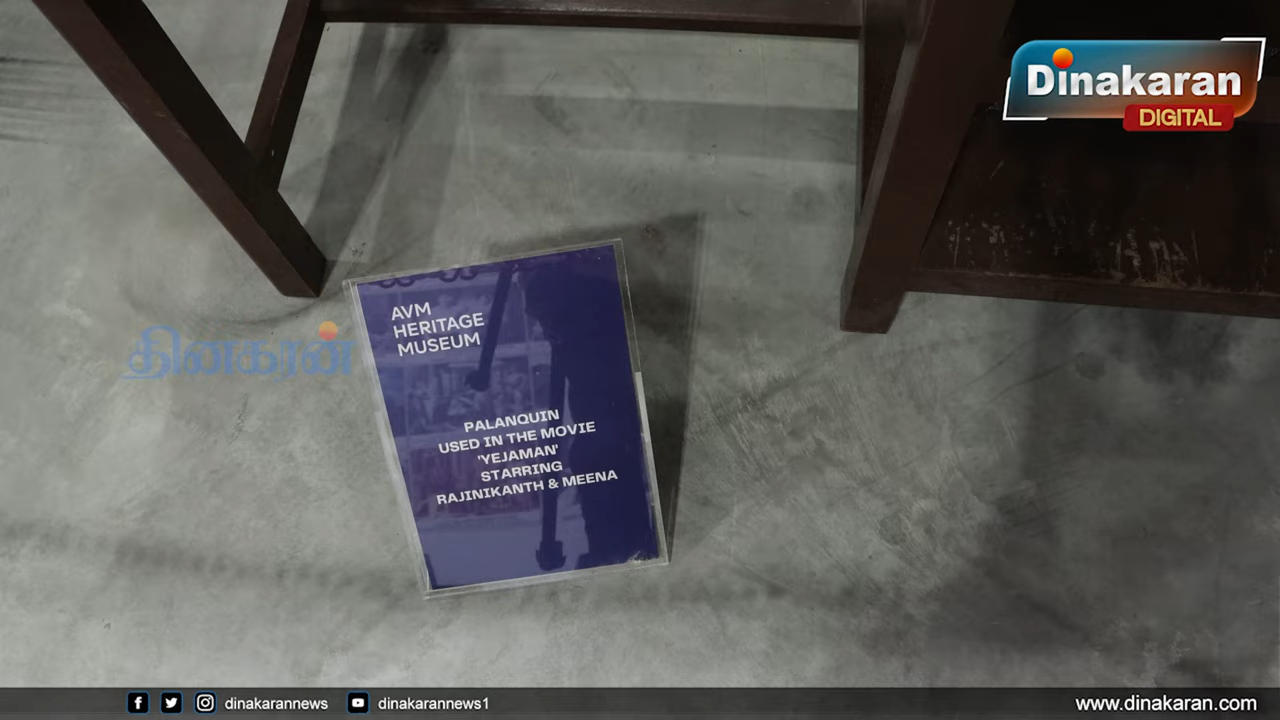 Dinakaran
DIGITAL
AVM
HERITAGE
MUSEUM
தினகரன்
PALANQUIN
USED IN THE MOVIE
'YEJAMAN'
STARRING
RAJINIKANTH & MEENA
dinakarannews
dinakarannews1
www.dinakaran.com